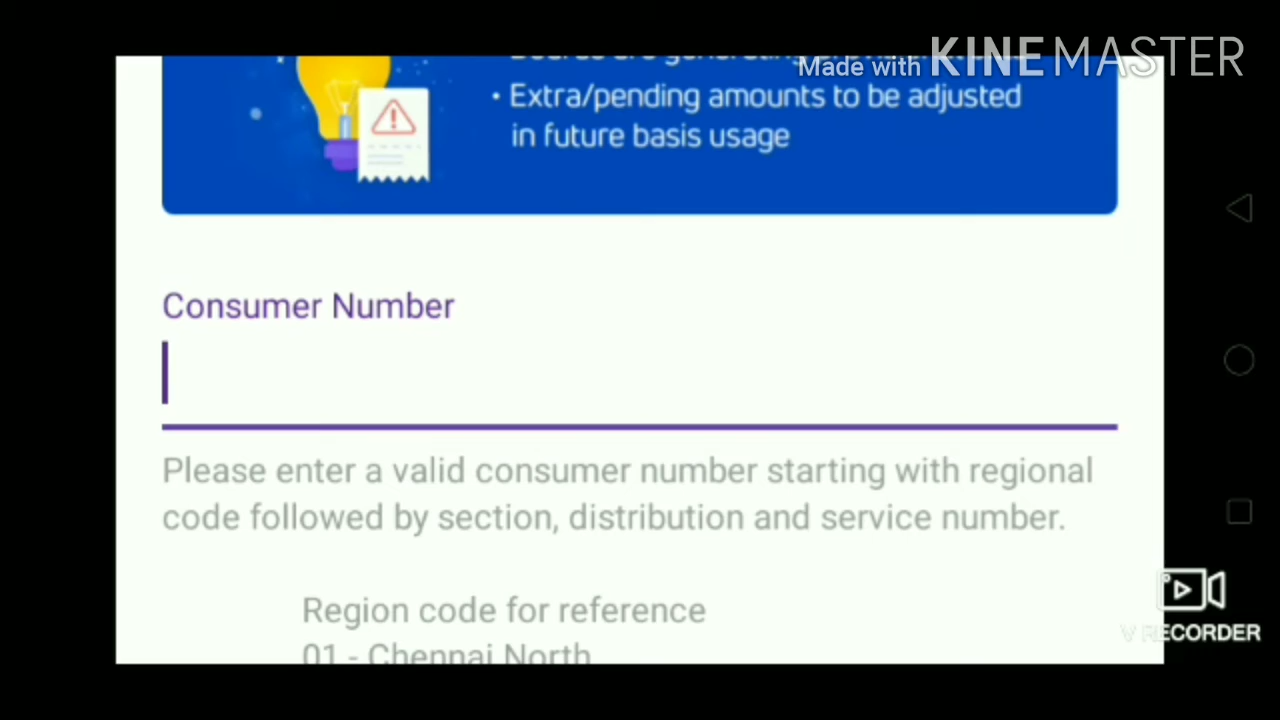 Made with KINEMASTER
• Extra/pending amounts to be adjusted
in future basis usage
Consumer Number
Please enter a valid consumer number starting with regional
code followed by section, distribution and service number.
Region code for reference
01 - Chennai North
V RECORDER